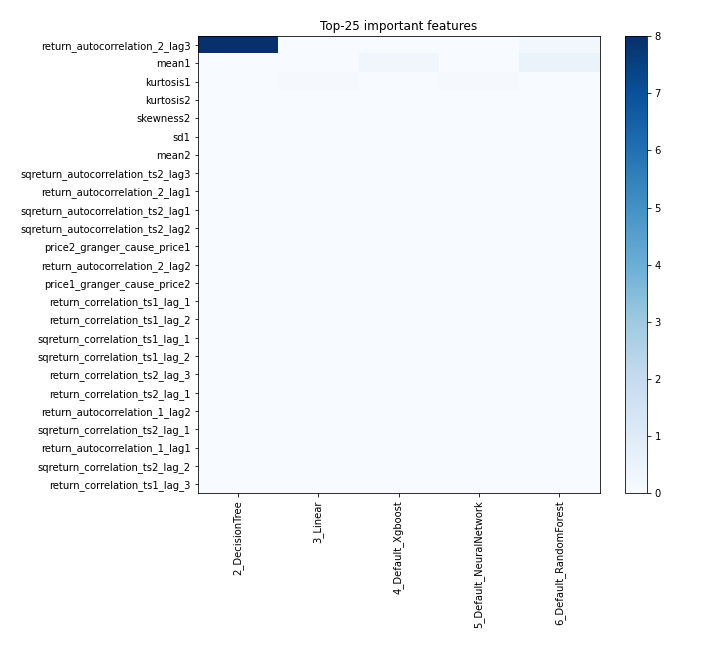 Top-25 important features
return_autocorrelation_2_lag3
mean1
kurtosis1
kurtosis2
skewness2
sd1
mean2
sqreturn_autocorrelation_ts2_lag3
return_autocorrelation_2_lag1
sqreturn_autocorrelation_ts2_lag1
sqreturn_autocorrelation_ts2_lag2
price2_granger_cause_price1
return_autocorrelation_2_lag2
price1_granger_cause_price2
return_correlation_ts1_lag_1
return_correlation_ts1_lag_2
sqreturn_correlation_ts1_lag_1
sqreturn_correlation_ts1_lag_2
return_correlation_ts2_lag_3
return_correlation_ts2_lag_1
return_autocorrelation_1_lag2
sqreturn_correlation_ts2_lag_1
return_autocorrelation_1_lag1
sqreturn_correlation_ts2_lag_2
return_correlation_ts1_lag_3
2_DecisionTree
3_Linear
4_Default_Xgboost
5_Default_NeuralNetwork
6_Default_RandomForest
8
7
6
5
4
3
2
1
0